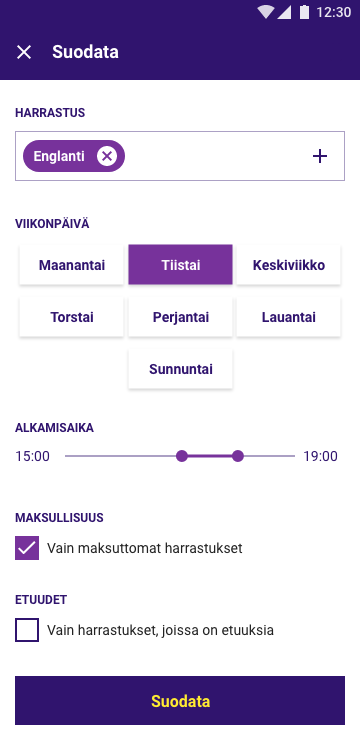 12:30
Suodata
HARRASTUS
Englanti
VIIKONPÄIVÄ
Maanantai Tiistai Keskiviikko
Torstai Perjantai Lauantai
Sunnuntai
ALKAMISAIKA
15:00 19:00
MAKSULLISUUS
Vain maksuttomat harrastukset
ETUUDET
Vain harrastukset, joissa on etuuksia
Suodata